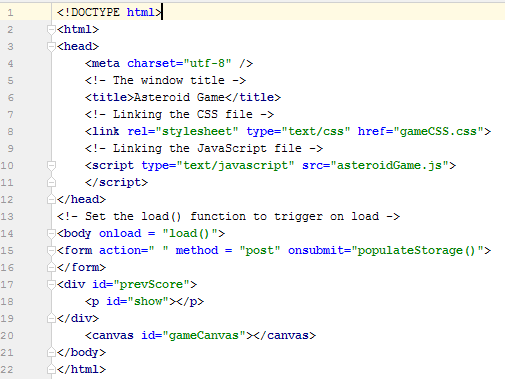 1 <!DOCTYPE html>
2 <html>
3 <head>
4 <meta charset="utf-8" />
5 <!- The window title ->
6 <title>Asteroid Game</title>
7 <!- Linking the CSS file ->
8 <link rel="stylesheet" type="text/css" href="gameCSS.css">
9 <!- Linking the JavaScript file ->
10 <script type="text/javascript" src="asteroidGame.js">
11 </script>
12 </head>
13 <!- Set the load() function to trigger on load ->
14 <body onload = "load()">
15 <form action=" " method = "post" onsubmit="populateStorage()">
16 </form>
17 <div id="prevScore">
18 <p id="show"></p>
19 </div>
20 <canvas id="gameCanvas"></canvas>
21 </body>
22 </html>